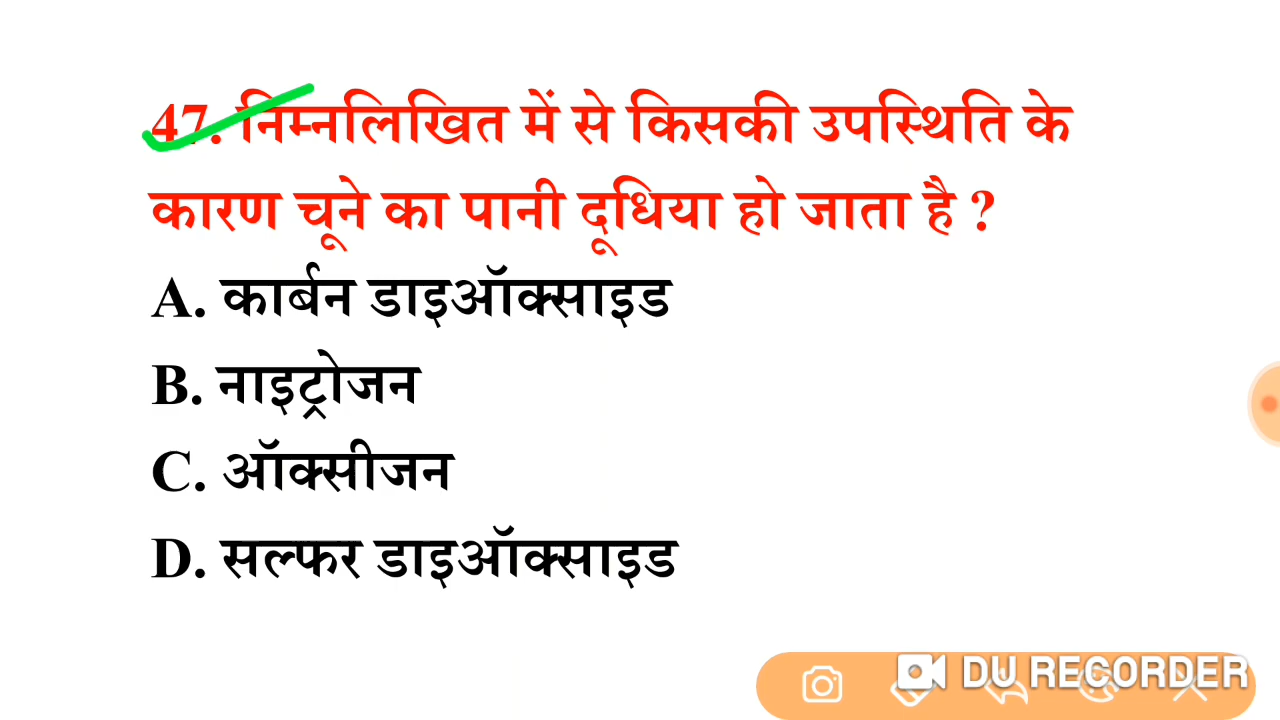 47. निम्नलिखित में से किसकी उपस्थिति के
कारण चूने का पानी दूधिया हो जाता है ?
A. कार्बन डाइऑक्साइड
B. नाइट्रोजन
C. ऑक्सीजन
D. सल्फर डाइऑक्साइड
DU RECORDER